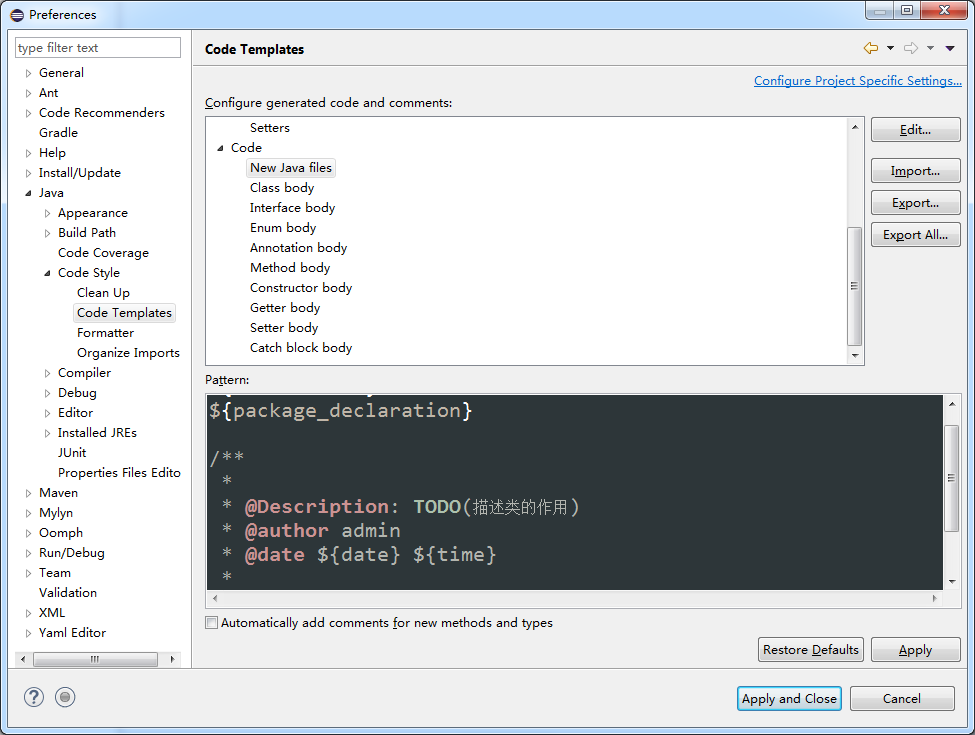 Preferences
type filter text
General
Ant
Code Recommenders
Gradle
Help
Install/Update
Java
Appearance
Build Path
Code Coverage
Code Style
Clean Up
Code Templates
Formatter
Organize Imports
Compiler
Debug
Editor
Installed JREs
JUnit
Properties Files Edito
Maven
Mylyn
Oomph
Run/Debug
Team
Validation
XML
Yaml Editor
Code Templates
Configure Project Specific Settings...
Configure generated code and comments:
Setters
Code
New Java files
Class body
Interface body
Enum body
Annotation body
Method body
Constructor body
Getter body
Setter body
Catch block body
Edit...
Import...
Export...
Export All...
Pattern:
${package_declaration}
/**
*
* @Description: TODO(描述类的作用)
* @author admin
* @date ${date} ${time}
*
Automatically add comments for new methods and types
Restore Defaults
Apply
?
Apply and Close
Cancel